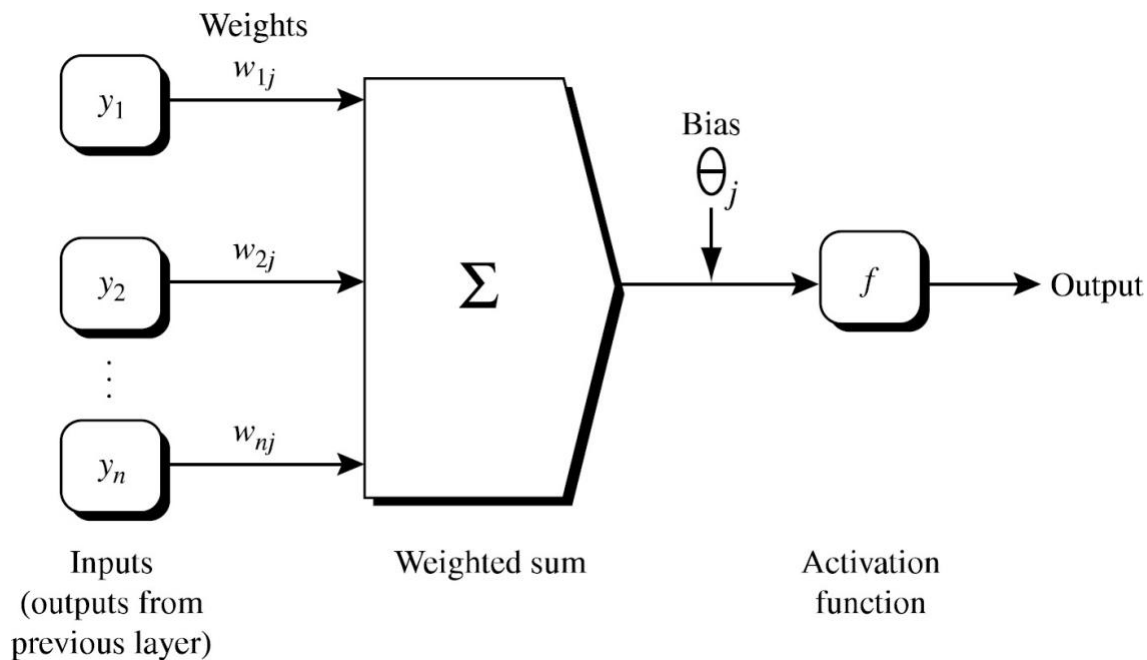 Weights
w1j
y1
Bias
θj
w2j
y2
Σ
f
Output
⋮
wnj
yn
Inputs
(outputs from
previous layer)
Weighted sum
Activation
function